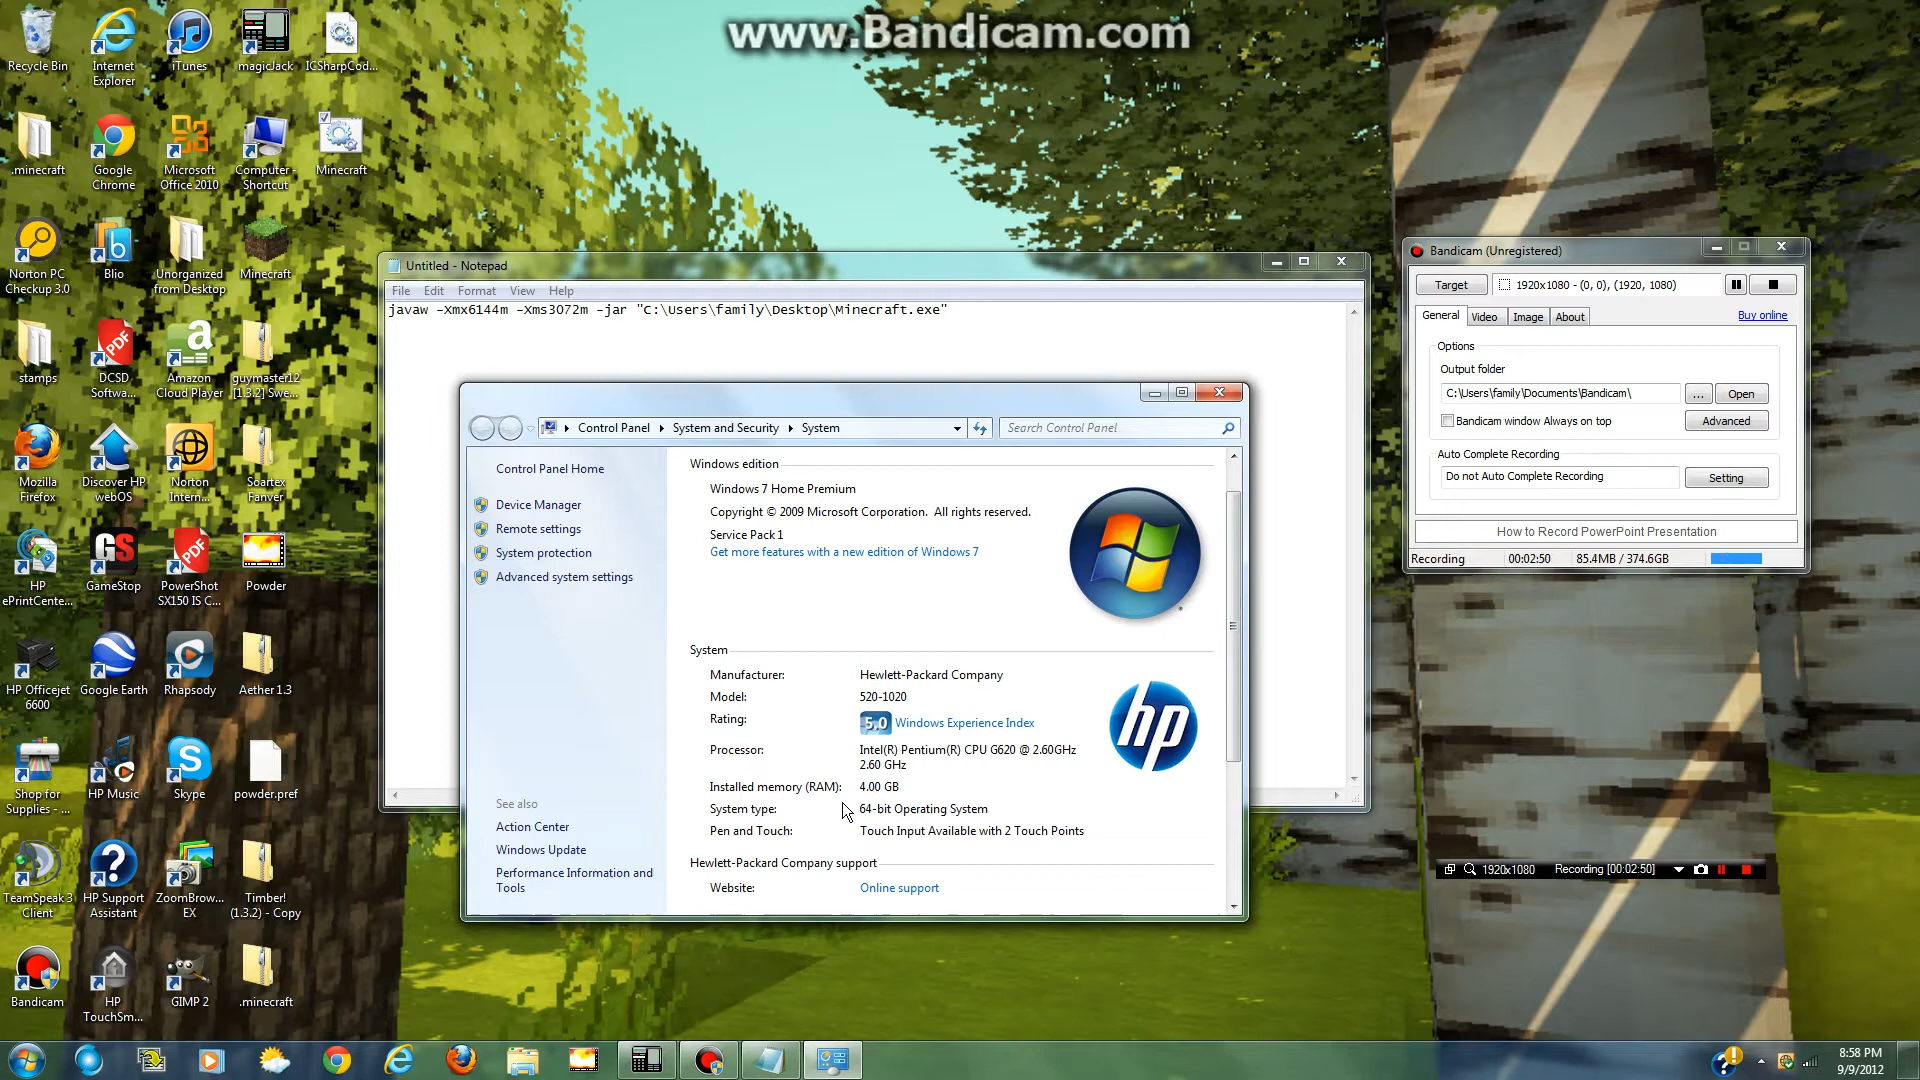 www.Bandicam.com
Recycle Bin
Internet
Explorer
iTunes
magicJack
ICSharpCod...
.minecraft
Google
Chrome
Microsoft
Office 2010
Computer -
Shortcut
Minecraft
Norton PC
Checkup 3.0
Blio
Unorganized
from Desktop
Minecraft
stamps
DCSD
Softwa...
Amazon
Cloud Player
guymaster12
[1.3.2] Swe...
Mozilla
Firefox
Discover HP
webOS
Norton
Intern...
Soartex
Fanver
HP
ePrintCente...
GameStop
PowerShot
SX150 IS C...
Powder
HP Officejet
6600
Google Earth
Rhapsody
Aether 1.3
Shop for
Supplies - ...
HP Music
Skype
powder.pref
TeamSpeak 3
Client
HP Support
Assistant
ZoomBrow...
EX
Timber!
(1.3.2) - Copy
Bandicam
HP
TouchSm...
GIMP 2
.minecraft
Untitled - Notepad
File Edit Format View Help
javaw -Xmx6144m -Xms3072m -jar "C:\Users\family\Desktop\Minecraft.exe"
Control Panel System and Security System
Search Control Panel
Control Panel Home
Device Manager
Remote settings
System protection
Advanced system settings
See also
Action Center
Windows Update
Performance Information and
Tools
Windows edition
Windows 7 Home Premium
Copyright © 2009 Microsoft Corporation. All rights reserved.
Service Pack 1
Get more features with a new edition of Windows 7
System
Manufacturer: Hewlett-Packard Company
Model: 520-1020
Rating: 5.0 Windows Experience Index
Processor: Intel(R) Pentium(R) CPU G620 @ 2.60GHz
2.60 GHz
Installed memory (RAM): 4.00 GB
System type: 64-bit Operating System
Pen and Touch: Touch Input Available with 2 Touch Points
Hewlett-Packard Company support
Website: Online support
hp
Bandicam (Unregistered)
Target 1920x1080 - (0, 0), (1920, 1080)
General Video Image About Buy online
Options
Output folder
C:\Users\family\Documents\Bandicam\ ... Open
Bandicam window Always on top Advanced
Auto Complete Recording
Do not Auto Complete Recording Setting
How to Record PowerPoint Presentation
Recording 00:02:50 85.4MB / 374.6GB
1920x1080 Recording [00:02:50]
8:58 PM
9/9/2012